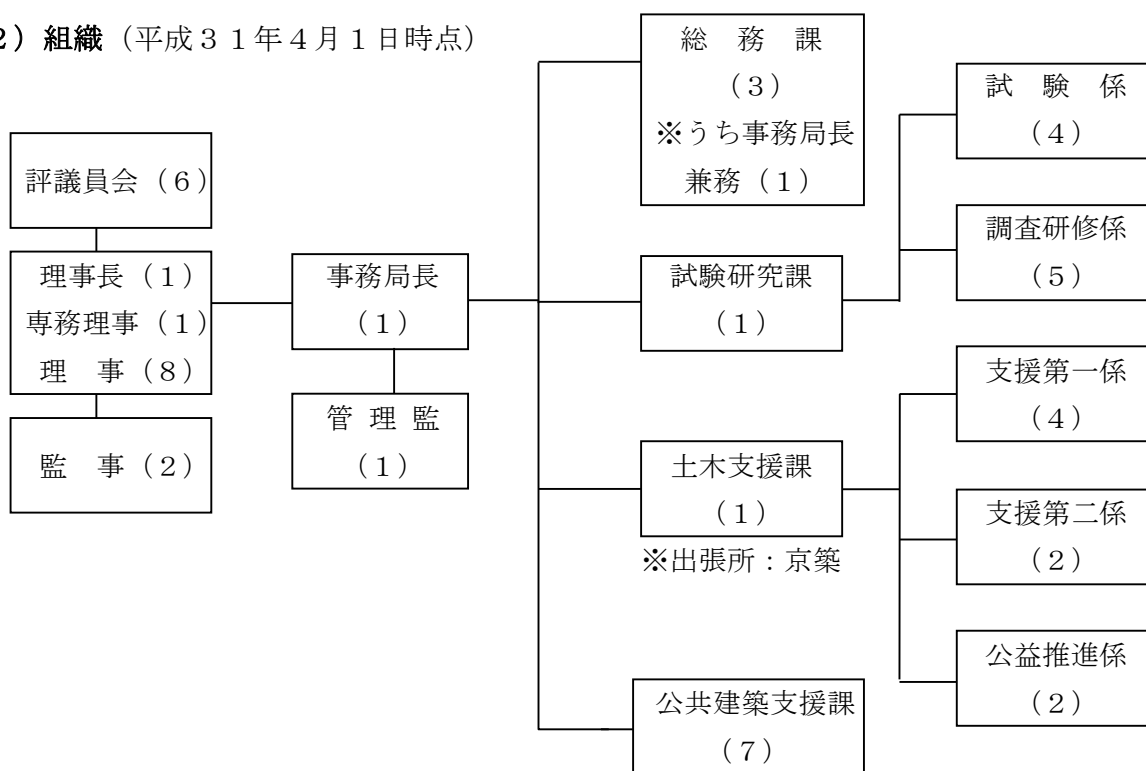 ２）組織（平成３１年４月１日時点）
評議員会（６）
理事長（１）
専務理事（１）
理　事（８）
監　事（２）
事務局長
（１）
管 理 監
（１）
総　務　課
（３）
※うち事務局長
兼務（１）
試験研究課
（１）
土木支援課
（１）
※出張所：京築
公共建築支援課
（７）
試　験　係
（４）
調査研修係
（５）
支援第一係
（４）
支援第二係
（２）
公益推進係
（２）